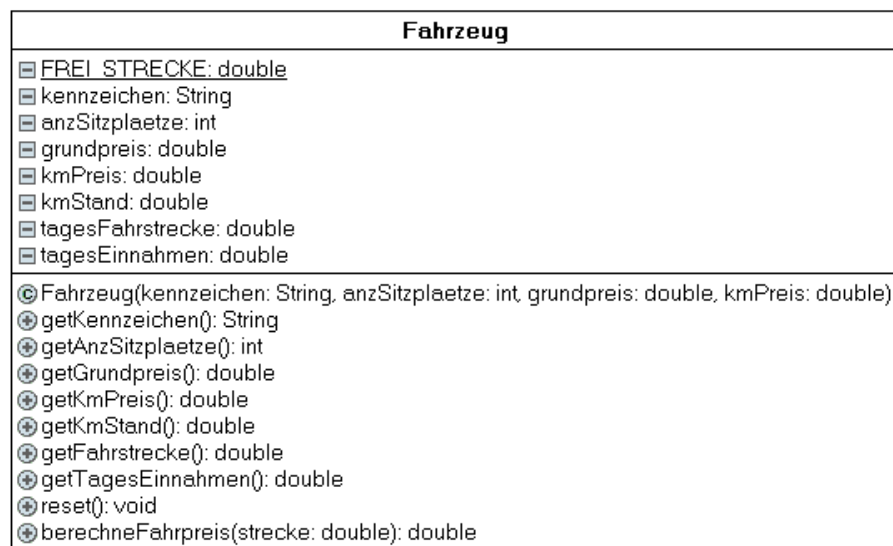 Fahrzeug
FREI_STRECKE: double
kennzeichen: String
anzSitzplaetze: int
grundpreis: double
kmPreis: double
kmStand: double
tagesFahrstrecke: double
tagesEinnahmen: double
Fahrzeug(kennzeichen: String, anzSitzplaetze: int, grundpreis: double, kmPreis: double)
getKennzeichen(): String
getAnzSitzplaetze(): int
getGrundpreis(): double
getKmPreis(): double
getKmStand(): double
getFahrstrecke(): double
getTagesEinnahmen(): double
reset(): void
berechneFahrpreis(strecke: double): double